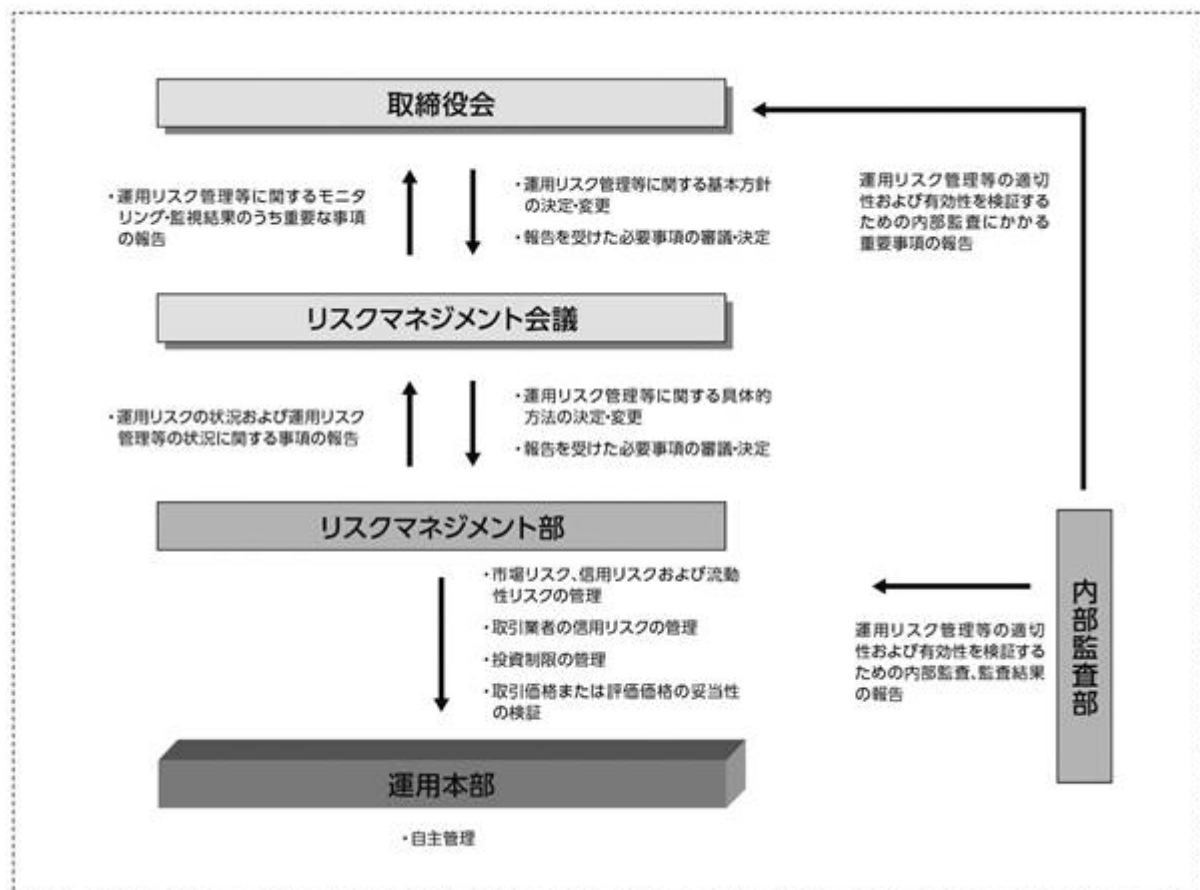 取締役会
・運用リスク管理等に関するモニタ
リング・監視結果のうち重要な事項
の報告
・運用リスク管理等に関する基本方針
の決定・変更
・報告を受けた必要事項の審議・決定
運用リスク管理等の適切
性および有効性を検証する
ための内部監査にかかる
重要事項の報告
リスクマネジメント会議
・運用リスクの状況および運用リスク
管理等の状況に関する事項の報告
・運用リスク管理等に関する具体的
方法の決定・変更
・報告を受けた必要事項の審議・決定
リスクマネジメント部
・市場リスク、信用リスクおよび流動
性リスクの管理
・取引業者の信用リスクの管理
・投資制限の管理
・取引価格または評価価格の妥当性
の検証
運用リスク管理等の適切
性および有効性を検証する
ための内部監査、監査結果
の報告
内部監査部
運用本部
・自主管理